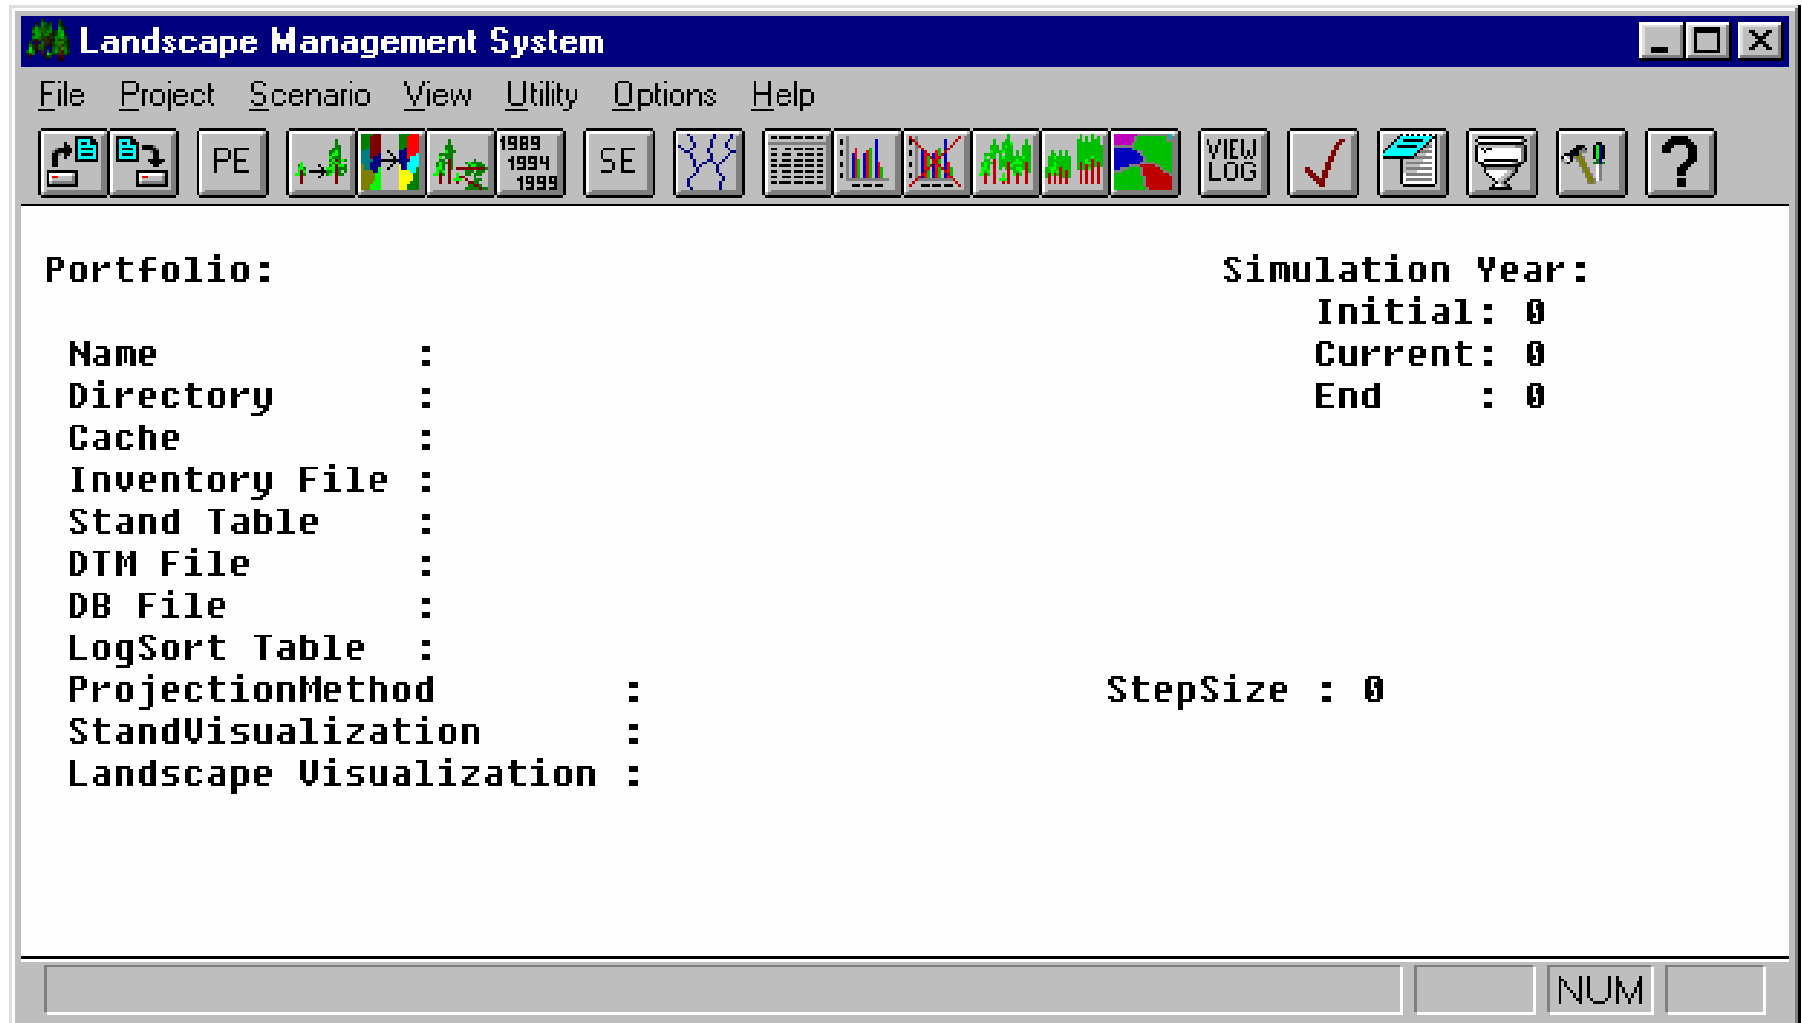 Landscape Management System
File Project Scenario View Utility Options Help
PE 1989 1994 1999 SE VIEW LOG ?
Portfolio: Simulation Year:
Initial: 0
Name : Current: 0
Directory : End : 0
Cache :
Inventory File :
Stand Table :
DTM File :
DB File :
LogSort Table :
ProjectionMethod : StepSize : 0
StandVisualization :
Landscape Visualization :
NUM